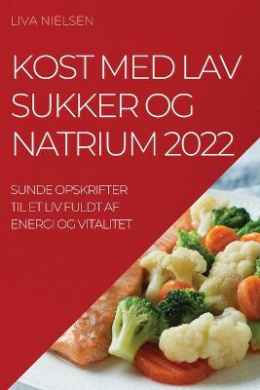 LIVA NIELSEN
KOST MED LAV
SUKKER OG
NATRIUM 2022
SUNDE OPSKRIFTER
TIL ET LIV FULDT AF
ENERGI OG VITALITET